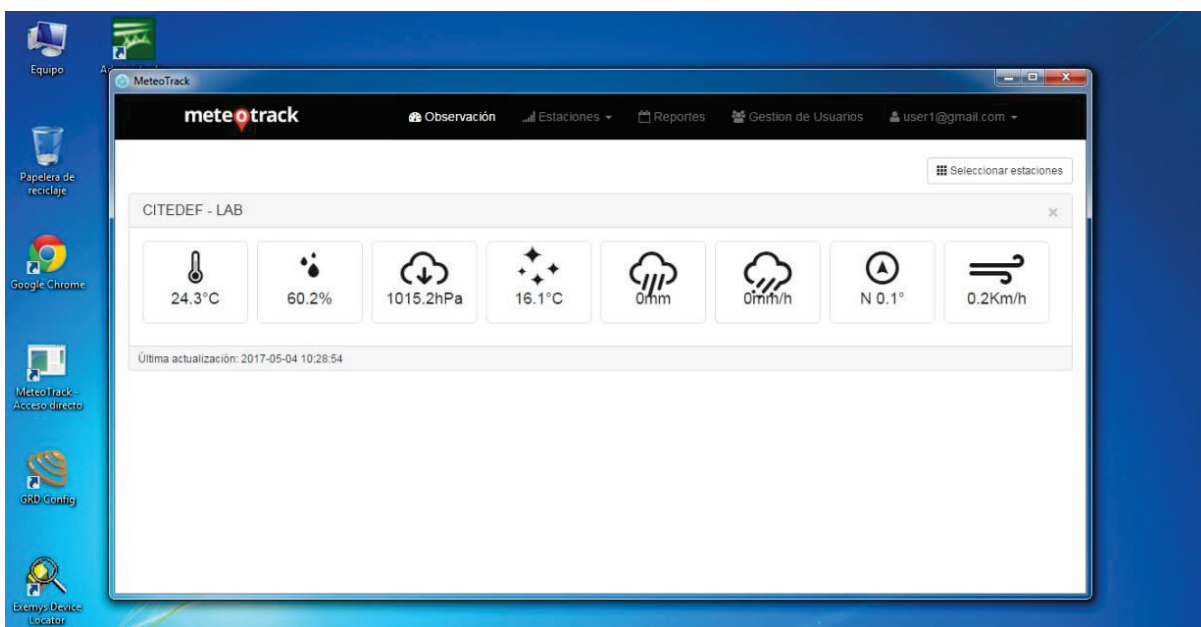 Equipo
MeteoTrack
meteotrack
Observación
Estaciones
Reportes
Gestion de Usuarios
user1@gmail.com
Seleccionar estaciones
Papelera de
reciclaje
CITEDEF - LAB
24.3°C
60.2%
1015.2hPa
16.1°C
0mm
0mm/h
N 0.1°
0.2Km/h
Google Chrome
Última actualización: 2017-05-04 10:28:54
MeteoTrack -
Acceso directo
GRD Config
Exemys Device
Locator